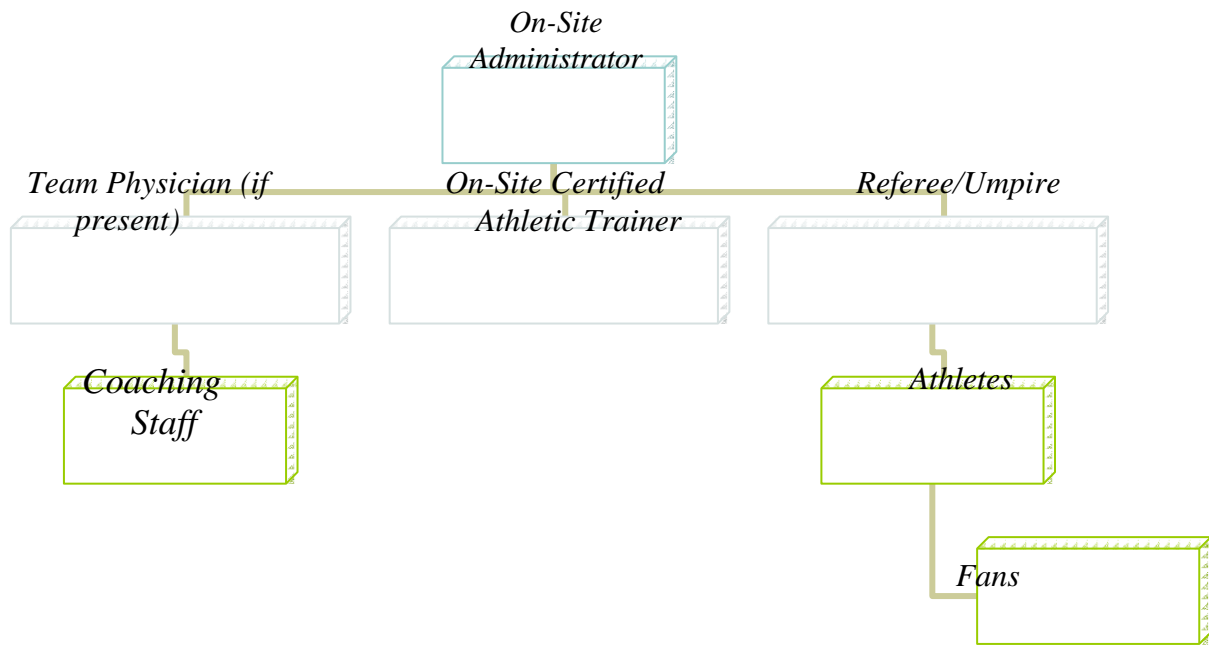 On-Site
Administrator
Team Physician (if
present)
On-Site Certified
Athletic Trainer
Referee/Umpire
Coaching
Staff
Athletes
Fans